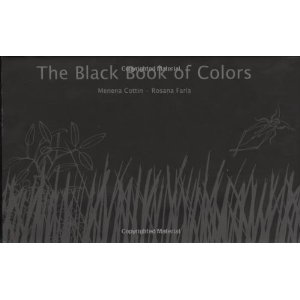 Copyrighted Material
The Black Book of Colors
Menena Cottin - Rosana Faría
Copyrighted Material